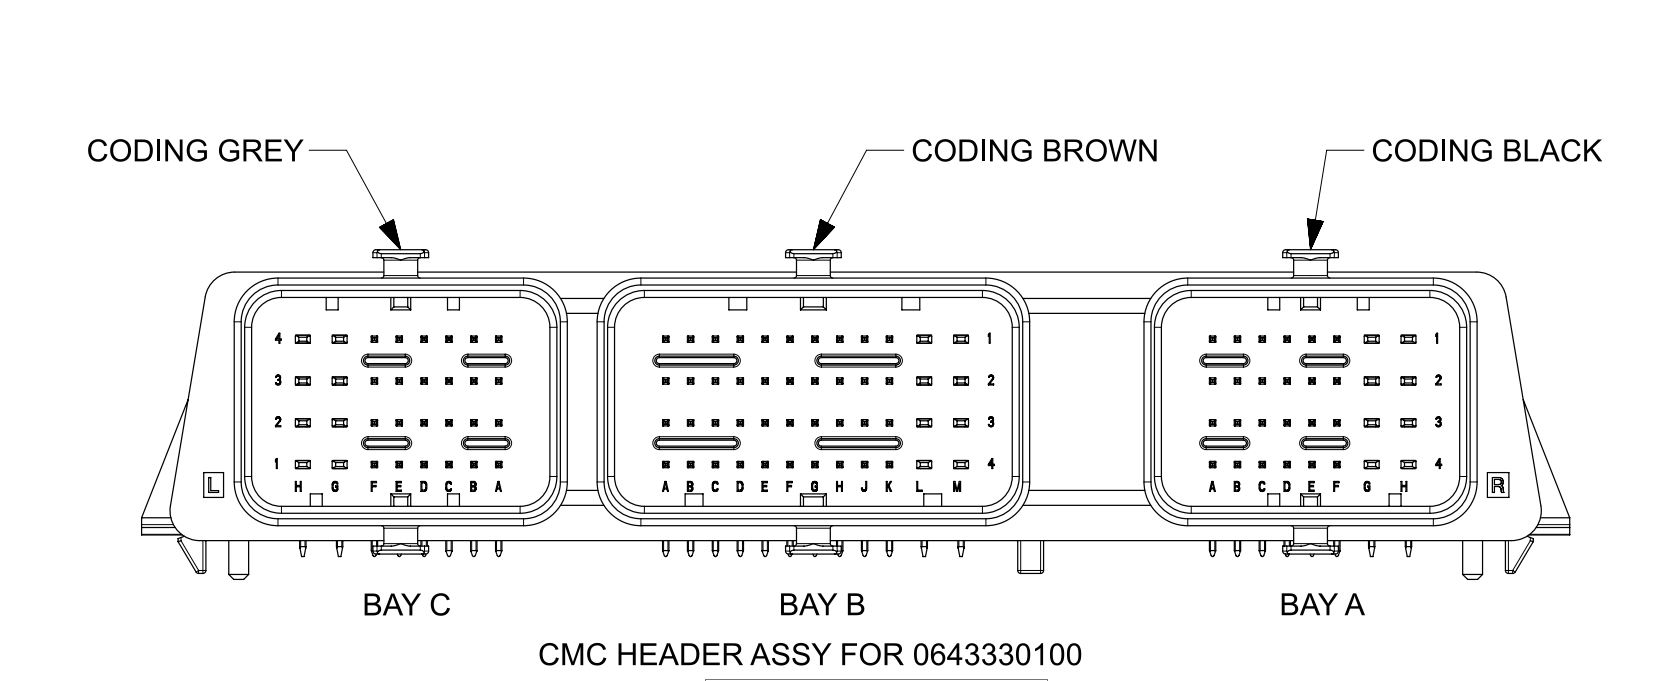 CODING GREY CODING BROWN CODING BLACK
4 1 1
3 2 2
2 3 3
1 4 4
H G F E D C B A A B C D E F G H J K L M A B C D E F G H
L R
BAY C BAY B BAY A
CMC HEADER ASSY FOR 0643330100